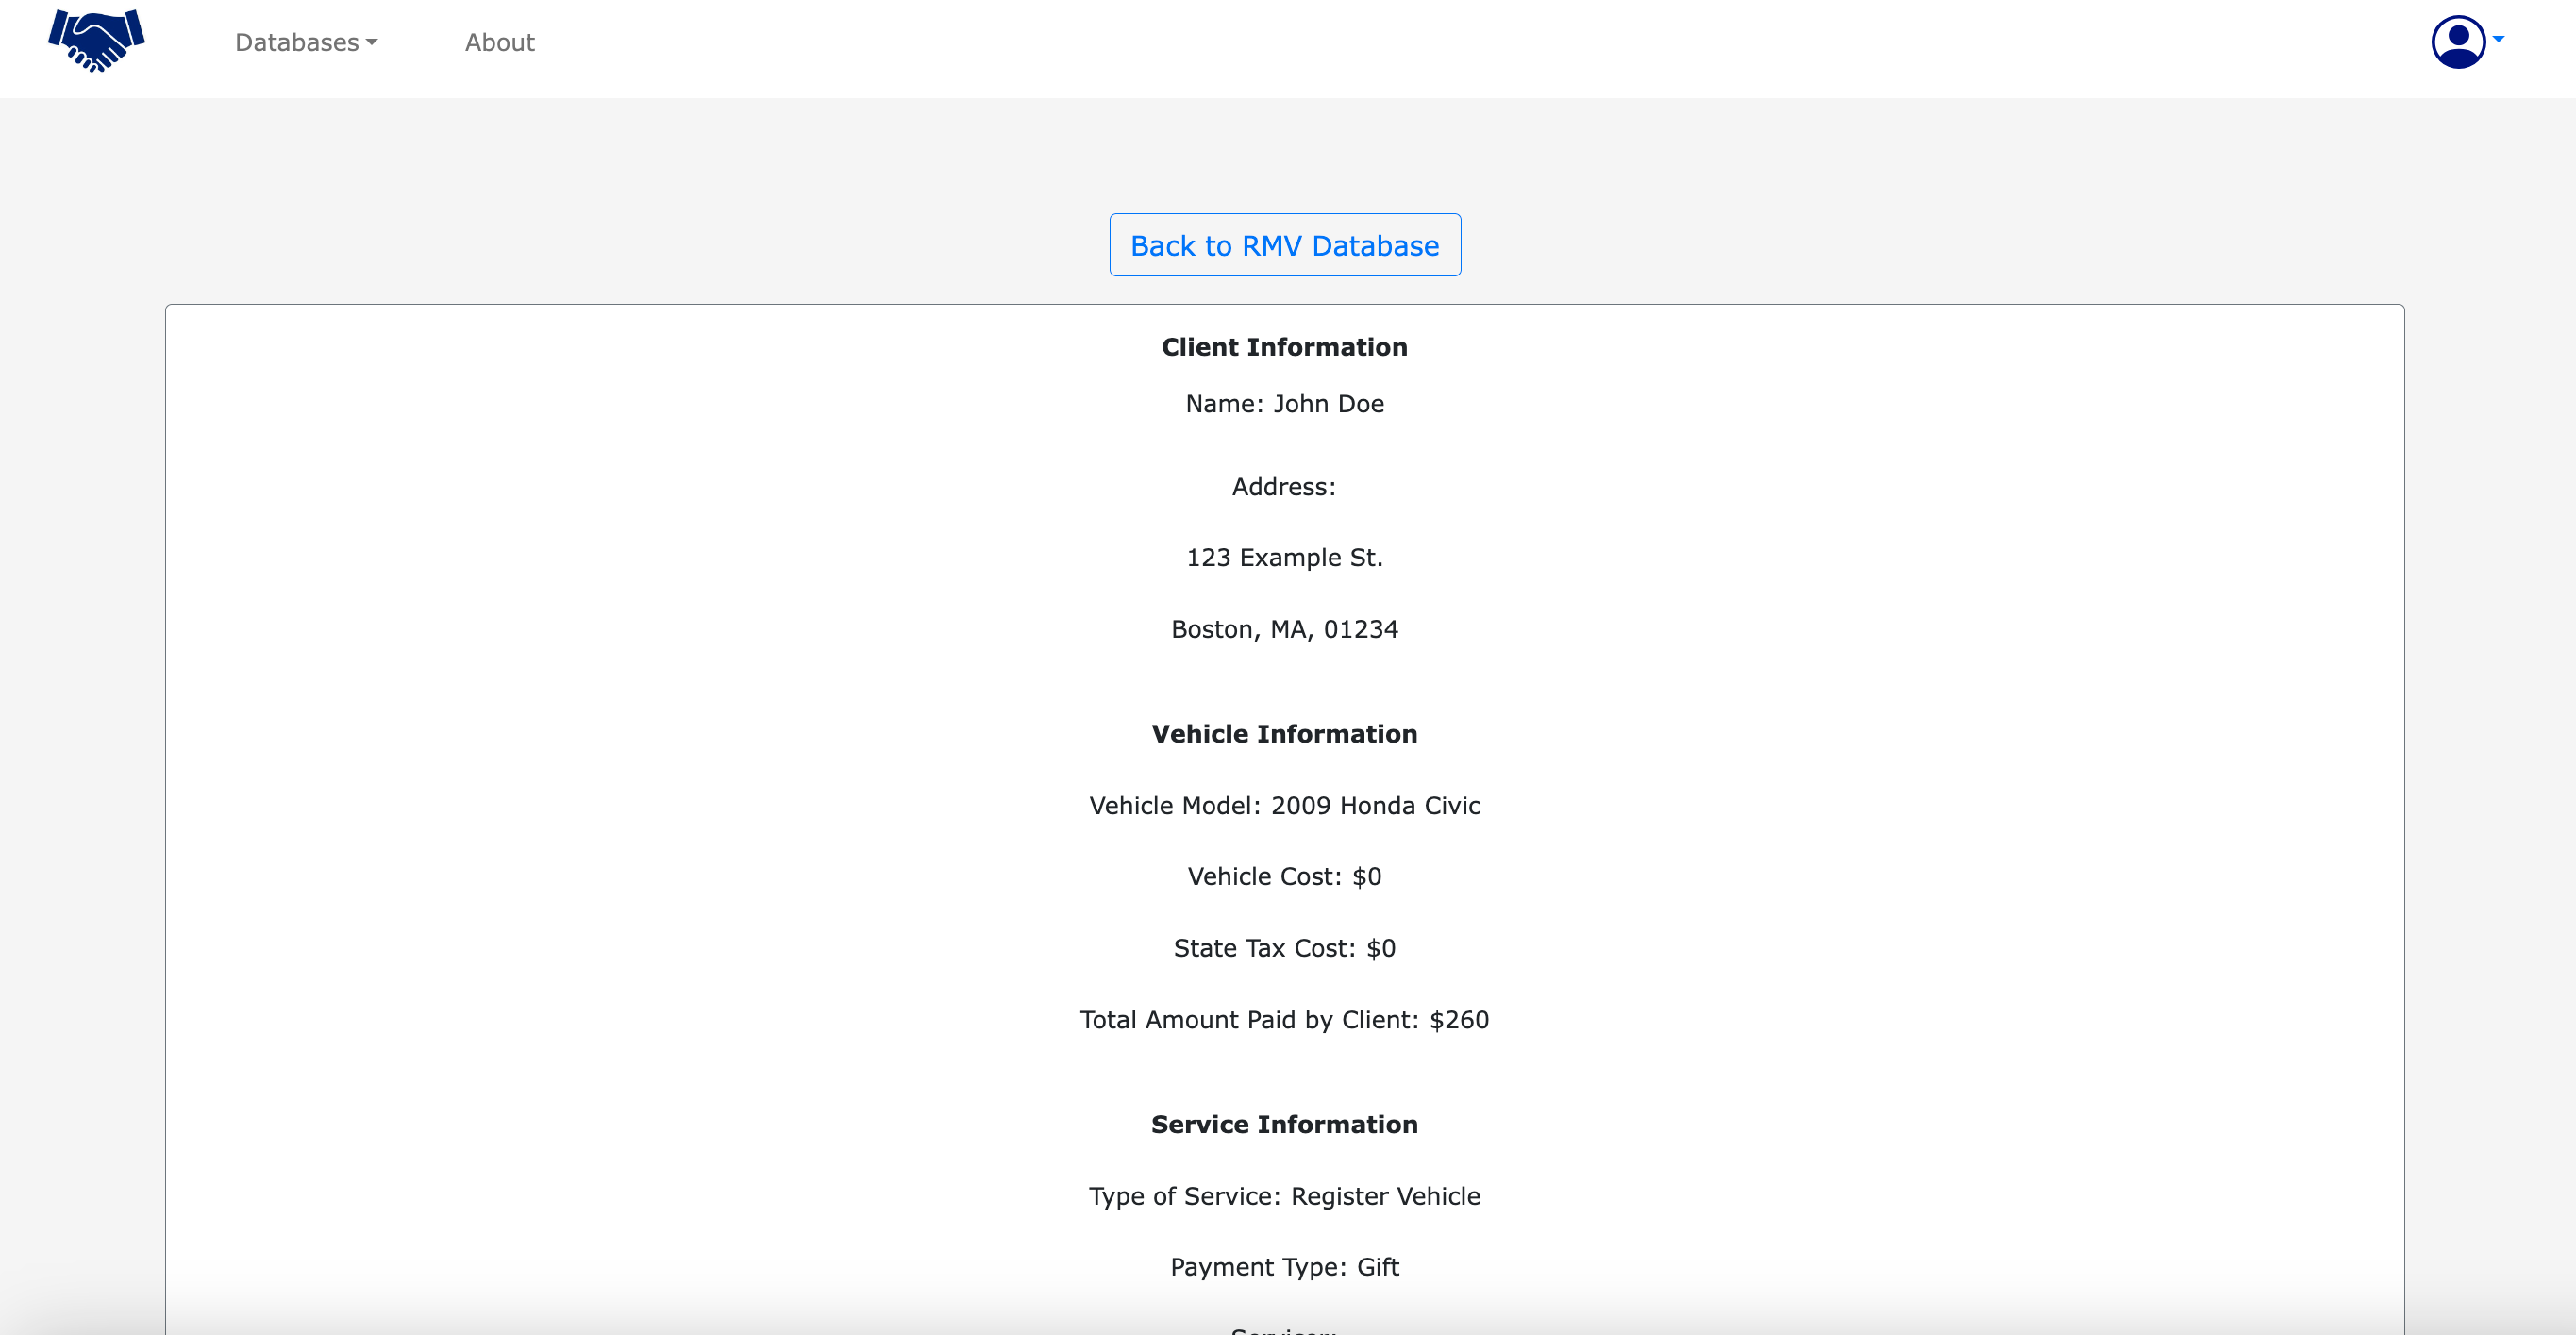 Databases
About
Back to RMV Database
Client Information
Name: John Doe
Address:
123 Example St.
Boston, MA, 01234
Vehicle Information
Vehicle Model: 2009 Honda Civic
Vehicle Cost: $0
State Tax Cost: $0
Total Amount Paid by Client: $260
Service Information
Type of Service: Register Vehicle
Payment Type: Gift